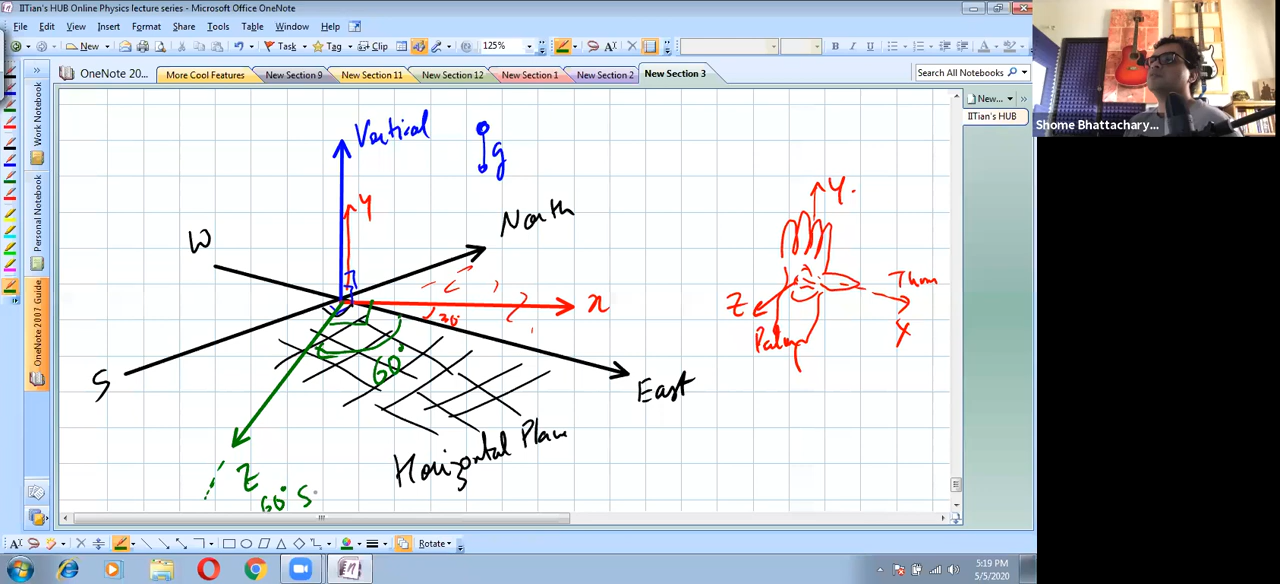 IITian's HUB Online Physics lecture series - Microsoft Office OneNote
File Edit View Insert Format Share Tools Table Window Help
New Task Tag Clip 125% B I U
OneNote 20... More Cool Features New Section 9 New Section 11 New Section 12 New Section 1 New Section 2 New Section 3 Search All Notebooks
New...
IITian's HUB
Work Notebook
Personal Notebook
OneNote 2007 Guide
Shome Bhattachary...
Vertical
g
Y
North
W
x
30°
60°
S
East
Horizontal Plane
Z
60° S
Y
Thum
X
Z
Palm
Rotate
5:19 PM
5/5/2020